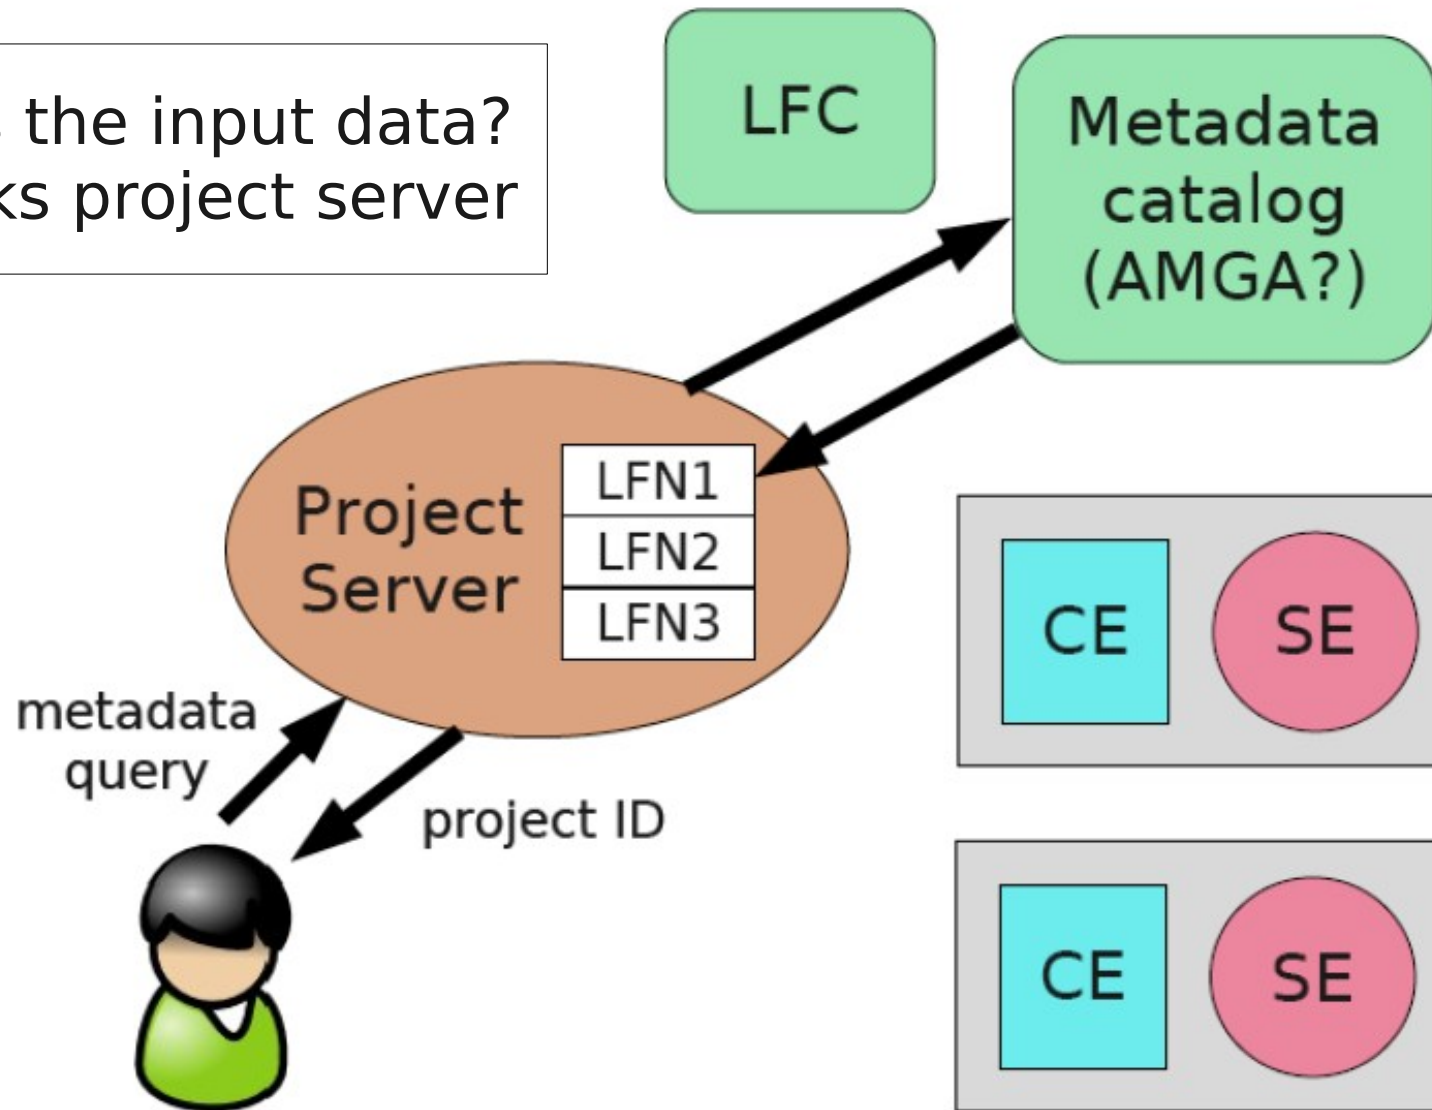 the input data?
project server
LFC
Metadata
catalog
(AMGA?)
Project
Server
LFN1
LFN2
LFN3
metadata
query
project ID
CE
SE
CE
SE